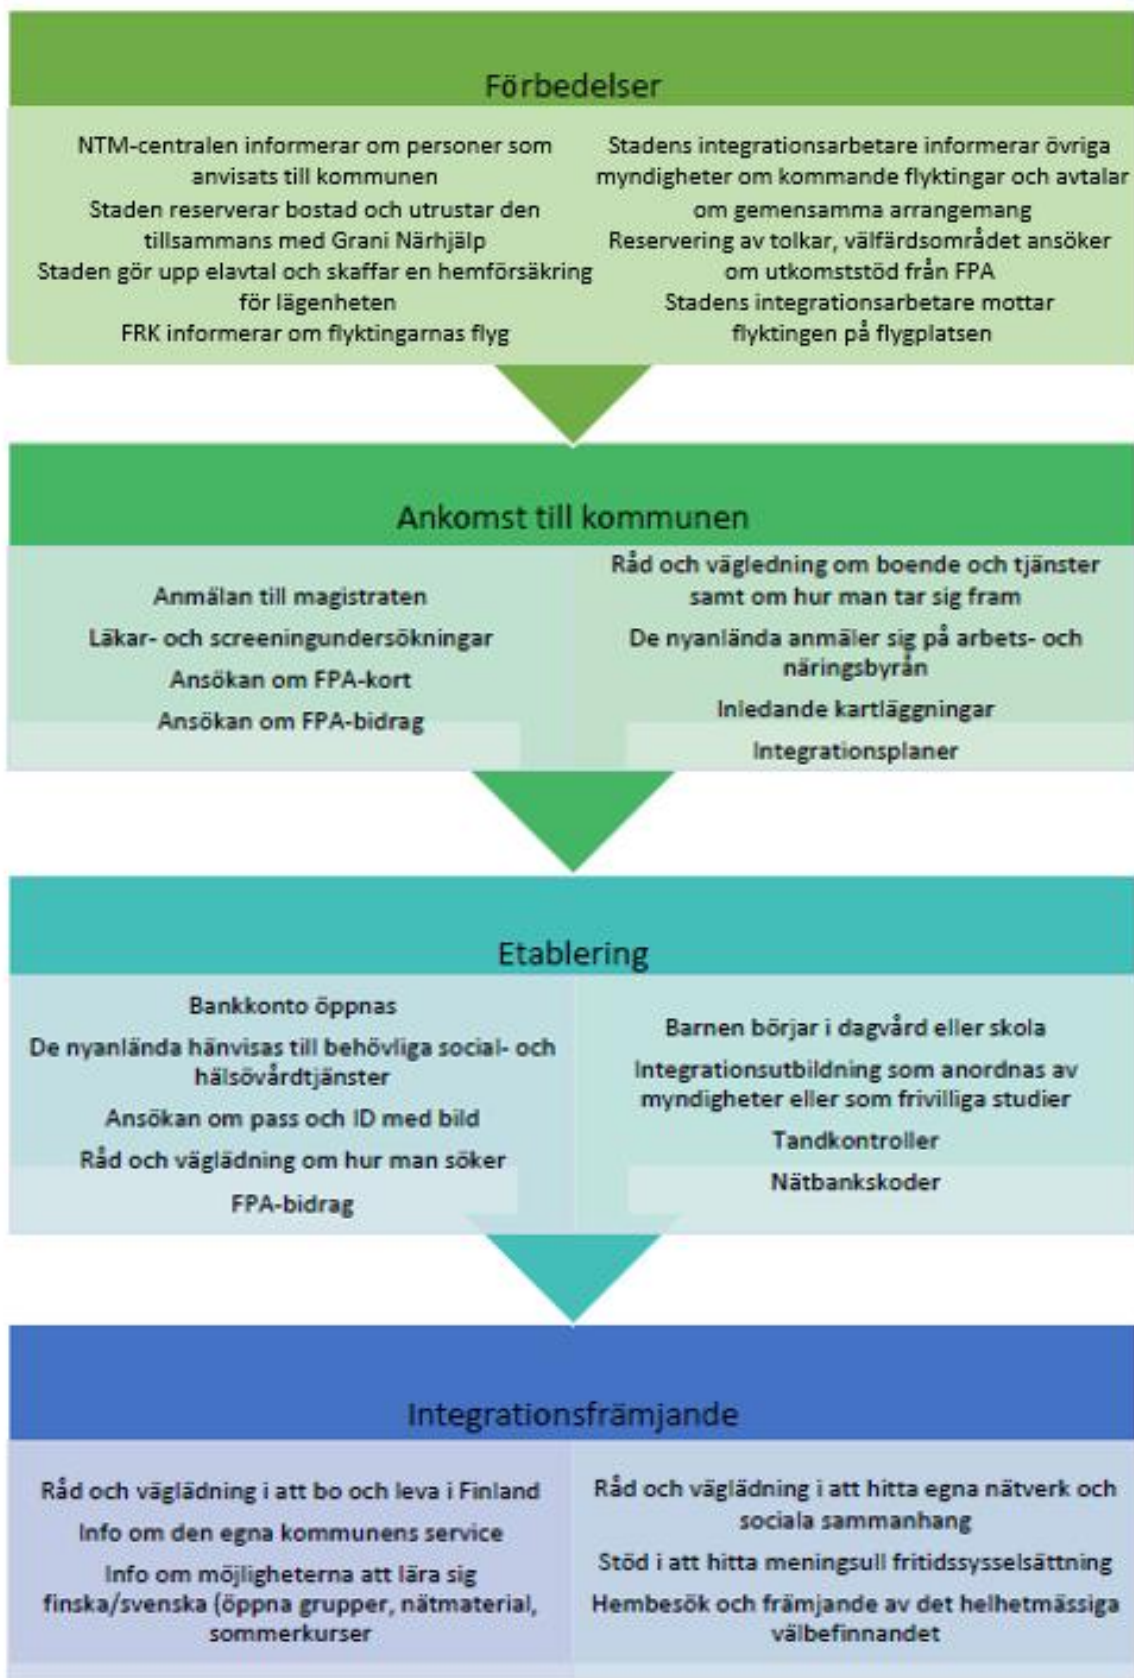 Förbedelser
NTM-centralen informerar om personer som
anvisats till kommunen
Staden reserverar bostad och utrustar den
tillsammans med Grani Närhjälp
Staden gör upp elavtal och skaffar en hemförsäkring
för lägenheten
FRK informerar om flyktingarnas flyg
Stadens integrationsarbetare informerar övriga
myndigheter om kommande flyktingar och avtalar
om gemensamma arrangemang
Reservering av tolkar, välfärdsområdet ansöker
om utkomststöd från FPA
Stadens integrationsarbetare mottar
flyktingen på flygplatsen
Ankomst till kommunen
Anmälan till magistraten
Läkar- och screeningundersökningar
Ansökan om FPA-kort
Ansökan om FPA-bidrag
Råd och vägledning om boende och tjänster
samt om hur man tar sig fram
De nyanlända anmäler sig på arbets- och
näringsbyrån
Inledande kartläggningar
Integrationsplaner
Etablering
Bankkonto öppnas
De nyanlända hänvisas till behövliga social- och
hälsövårdtjänster
Ansökan om pass och ID med bild
Råd och väglädning om hur man söker
FPA-bidrag
Barnen börjar i dagvård eller skola
Integrationsutbildning som anordnas av
myndigheter eller som frivilliga studier
Tandkontroller
Nätbankskoder
Integrationsfrämjande
Råd och väglädning i att bo och leva i Finland
Info om den egna kommunens service
Info om möjligheterna att lära sig
finska/svenska (öppna grupper, nätmaterial,
sommerkurser
Råd och väglädning i att hitta egna nätverk och
sociala sammanhang
Stöd i att hitta meningsull fritidssysselsättning
Hembesök och främjande av det helhetmässiga
välbefinnandet